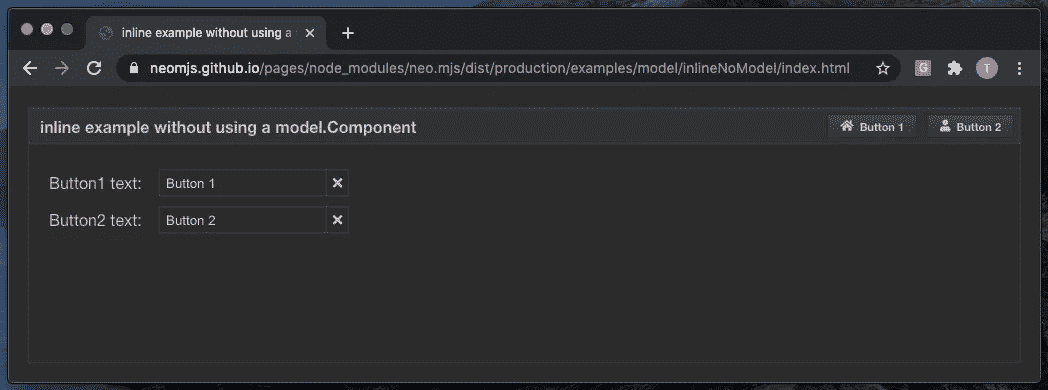 inline example without using a
neomjs.github.io/pages/node_modules/neo.mjs/dist/production/examples/model/inlineNoModel/index.html
G
T
inline example without using a model.Component
Button 1
Button 2
Button1 text:
Button 1
Button2 text:
Button 2